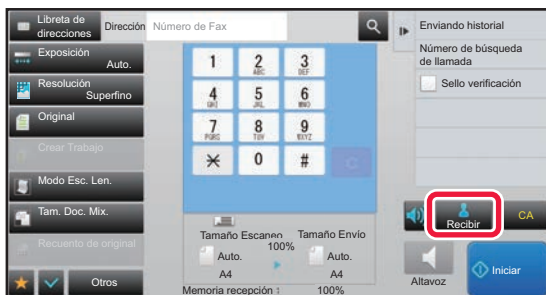 Libreta de
direcciones
Dirección
Número de Fax
Enviando historial
Exposición
Auto.
Número de búsqueda
de llamada
Resolución
Superfino
Sello verificación
Original
Crear Trabajo
Modo Esc. Len.
Tam. Doc. Mix.
Recuento de original
Otros
1
2
ABC
3
DEF
4
GHI
5
JKL
6
MNO
7
PQRS
8
TUV
9
WXYZ
0
#
C
Tamaño Escaneo
Tamaño Envio
100%
Auto.
A4
Auto.
A4
Memoria recepción
100%
Recibir
CA
Altavoz
Iniciar